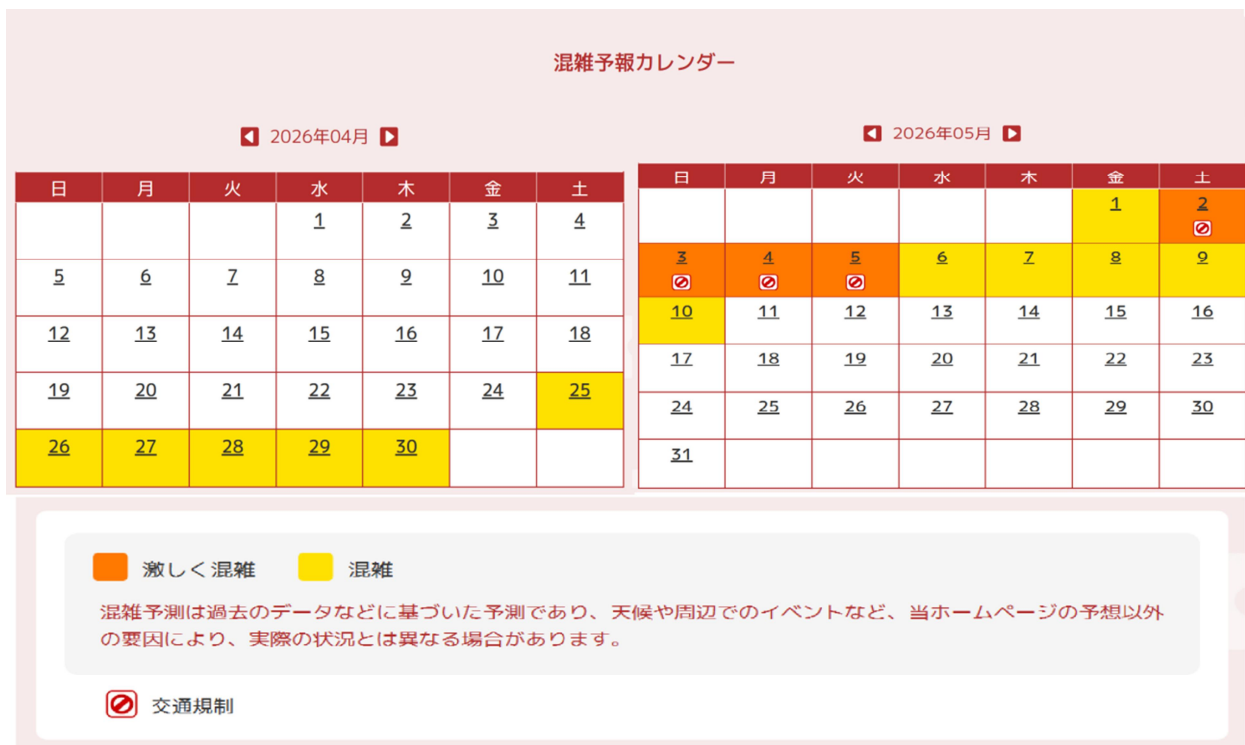 混雑予報カレンダー
2026年04月
日 月 火 水 木 金 土
1 2 3 4
5 6 7 8 9 10 11
12 13 14 15 16 17 18
19 20 21 22 23 24 25
26 27 28 29 30
2026年05月
日 月 火 水 木 金 土
1 2
3 4 5 6 7 8 9
10 11 12 13 14 15 16
17 18 19 20 21 22 23
24 25 26 27 28 29 30
31
激しく混雑 混雑
混雑予測は過去のデータなどに基づいた予測であり、天候や周辺でのイベントなど、当ホームページの予想以外
の要因により、実際の状況とは異なる場合があります。
交通規制